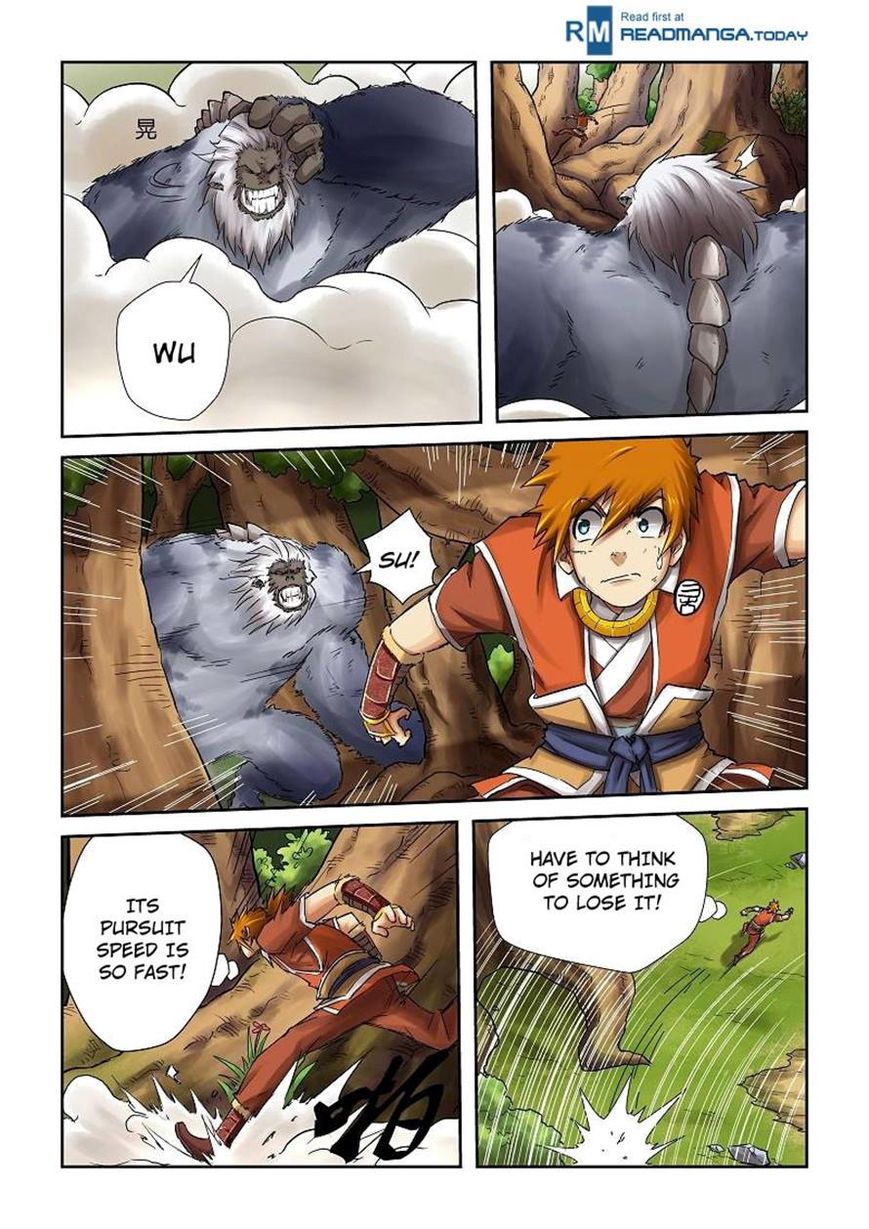 Read first at
RM READMANGA.TODAY
晃
WU
SU!
ITS
PURSUIT
SPEED IS
SO FAST!
啪
HAVE TO THINK
OF SOMETHING
TO LOSE IT!